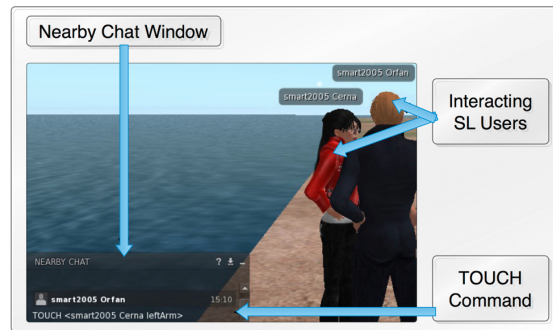 Nearby Chat Window
smart2005 Orfan
smart2005 Cerna
Interacting
SL Users
NEARBY CHAT ? –
smart2005 Orfan 15:10
TOUCH <smart2005 Cerna leftArm>
TOUCH
Command